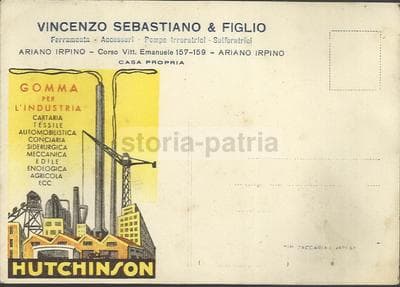 VINCENZO SEBASTIANO & FIGLIO
Ferramenta - Accessori - Pompe Irroratrici - Solforatrici
ARIANO IRPINO - Corso Vitt. Emanuele 157-159 - ARIANO IRPINO
CASA PROPRIA
GOMMA
PER
L'INDUSTRIA
CARTARIA
TESSILE
AUTOMOBILISTICA
CONCIARIA
SIDERURGICA
MECCANICA
EDILE
ENOLOGICA
AGRICOLA
ECC.
storia-patria
HUTCHINSON